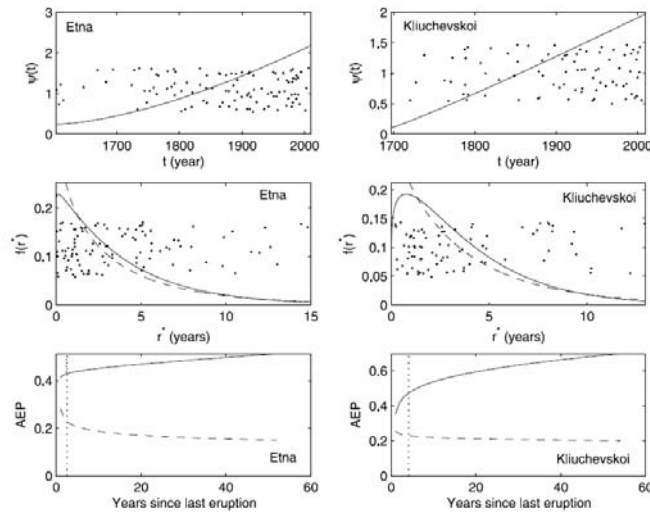 Etna
3
2
1
0
ψ(t)
1700
1800
1900
2000
t (year)
Kliuchevskoi
2
1.5
1
0.5
0
ψ(t)
1700
1800
1900
2000
t (year)
Etna
0.2
0.1
0
f(r*)
0
5
10
15
r* (years)
Kliuchevskoi
0.2
0.15
0.1
0.05
0
f(r*)
0
5
10
r* (years)
0.4
0.2
0
AEP
Etna
0
20
40
60
Years since last eruption
0.6
0.4
0.2
0
AEP
Kliuchevskoi
0
20
40
60
Years since last eruption